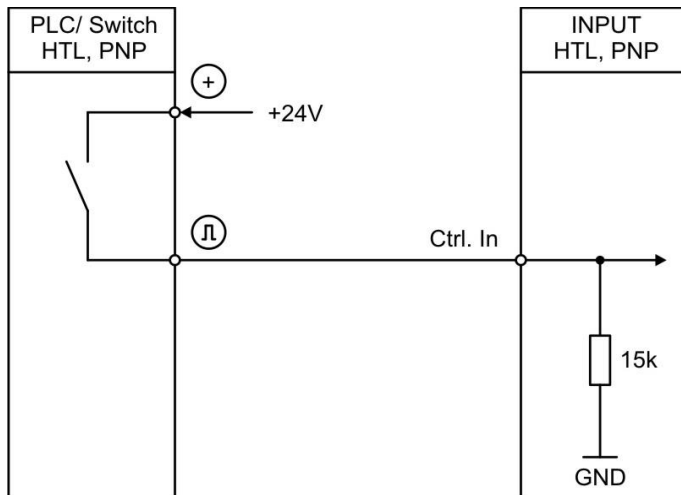 PLC/ Switch
HTL, PNP
INPUT
HTL, PNP
+
+24V
Ctrl. In
15k
GND